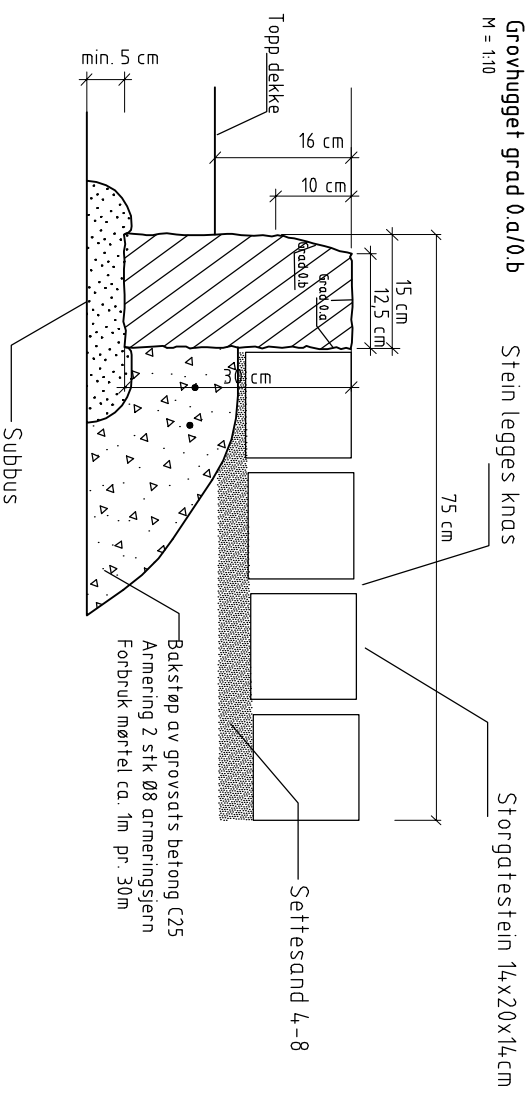 Grovhugget grad 0.a/0.b
M = 1:10
Stein legges knas
Storgatestein 14x20x14cm
75 cm
15 cm
12,5 cm
Grad 0.a
Grad 0.b
10 cm
16 cm
Topp dekke
min. 5 cm
30 cm
Settesand 4-8
Bakstøp av grovsats betong C25
Armering 2 stk Ø8 armeringsjern
Forbruk mørtel ca. 1m pr. 30m
Subbus